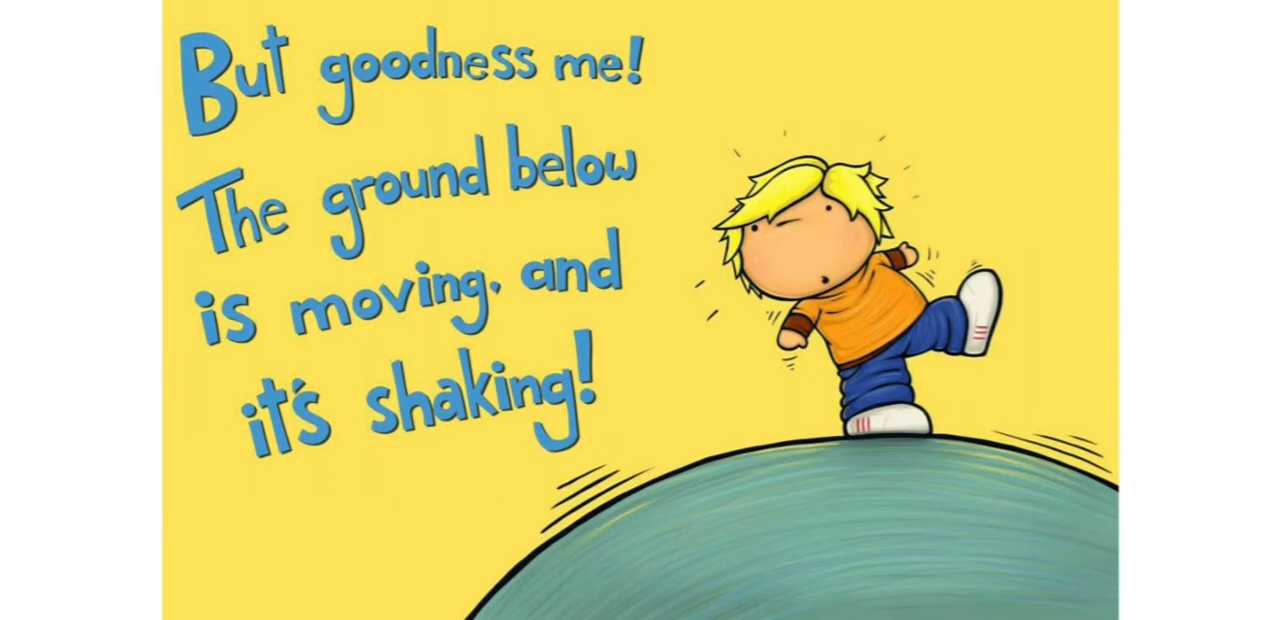 But goodness me!
The ground below
is moving, and
it's shaking!